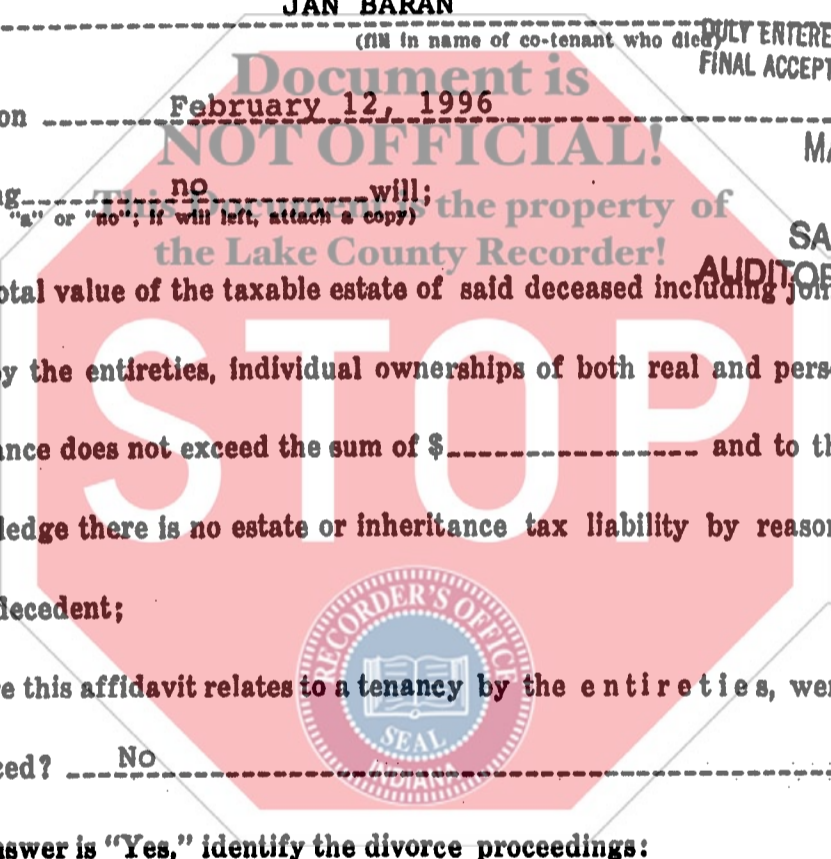 JAN BARAN
(fill in name of co-tenant who died)
DULY ENTERE
FINAL ACCEPT
Document is
on February 12, 1996
NOT OFFICIAL!
MA
no will;
"a" or "no"; if will left, attach a copy)
This Document is the property of
the Lake County Recorder!
SA
AUDITOR
otal value of the taxable estate of said deceased including join
y the entireties, individual ownerships of both real and pers
ance does not exceed the sum of $ and to th
STOP
ledge there is no estate or inheritance tax liability by reason
decedent;
RECORDER'S OFFICE
e this affidavit relates to a tenancy by the entireties, wer
SEAL
INDIANA
ced? No
nswer is "Yes," identify the divorce proceedings: